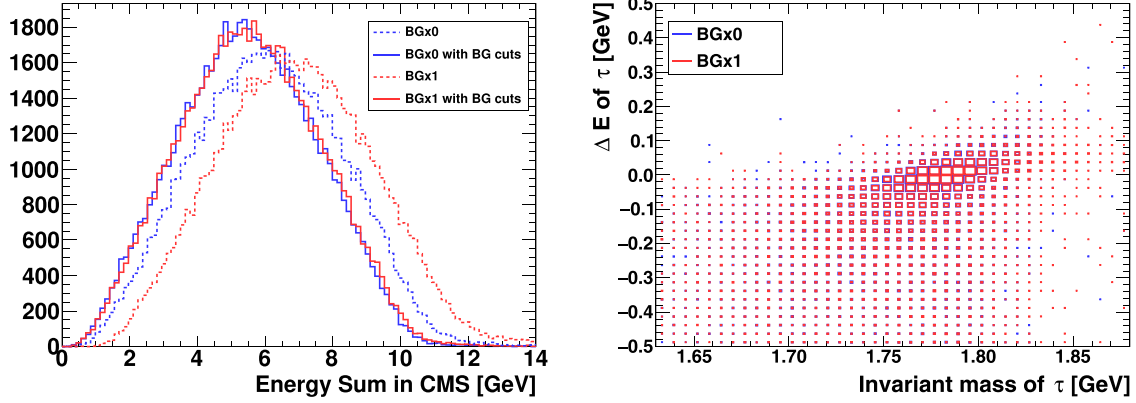 1800
1600
1400
1200
1000
800
600
400
200
0
0 2 4 6 8 10 12 14
Energy Sum in CMS [GeV]
BGx0
BGx0 with BG cuts
BGx1
BGx1 with BG cuts
Δ E of τ [GeV]
0.5
0.4
0.3
0.2
0.1
0.0
−0.1
−0.2
−0.3
−0.4
−0.5
1.65 1.70 1.75 1.80 1.85
Invariant mass of τ [GeV]
BGx0
BGx1